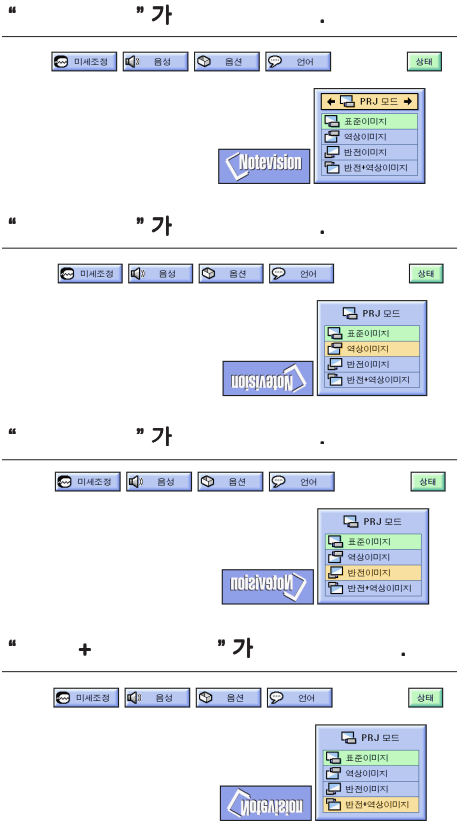 “ ” 가 .
미세조정 음성 옵션 언어 상태
PRJ 모드
표준이미지
역상이미지
반전이미지
반전+역상이미지
Notevision
“ ” 가 .
미세조정 음성 옵션 언어 상태
PRJ 모드
표준이미지
역상이미지
반전이미지
반전+역상이미지
Notevision
“ ” 가 .
미세조정 음성 옵션 언어 상태
PRJ 모드
표준이미지
역상이미지
반전이미지
반전+역상이미지
Notevision
“ + ” 가 .
미세조정 음성 옵션 언어 상태
PRJ 모드
표준이미지
역상이미지
반전이미지
반전+역상이미지
Notevision